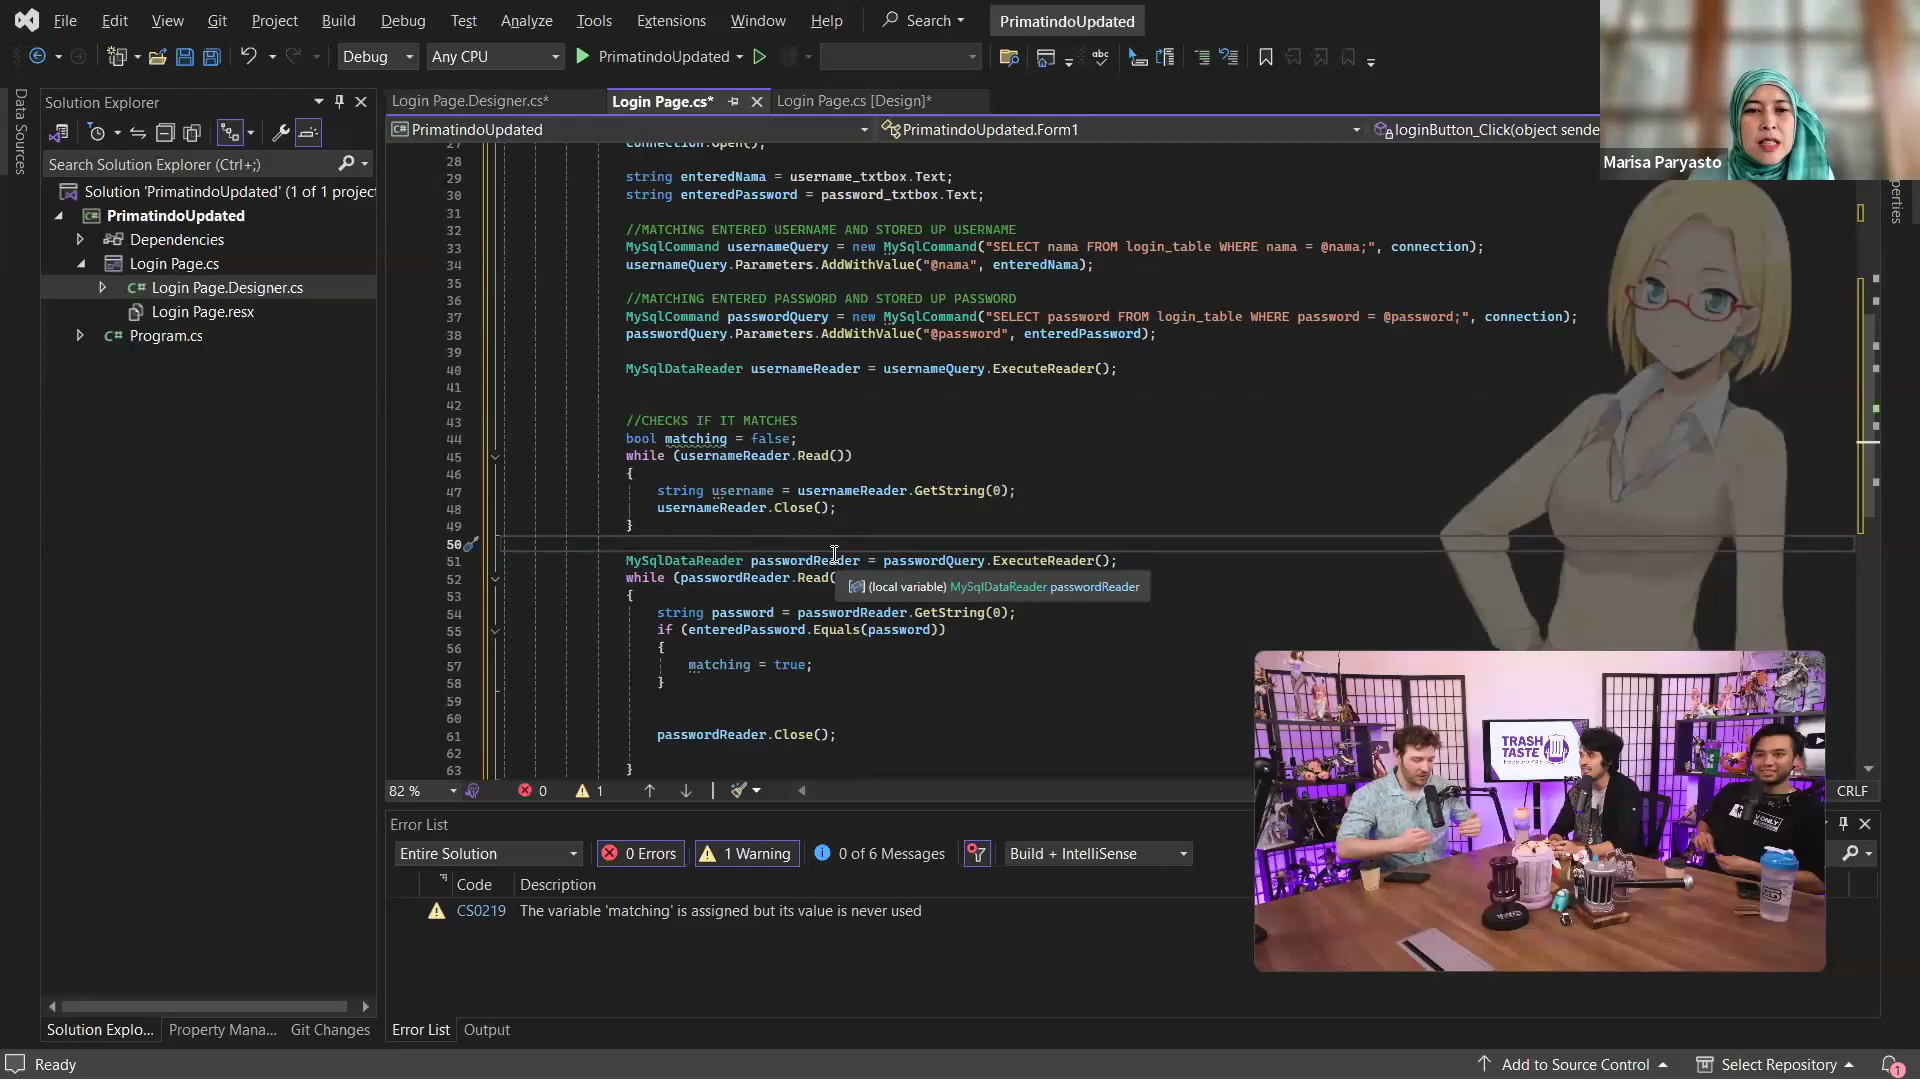 File Edit View Git Project Build Debug Test Analyze Tools Extensions Window Help Search PrimatindoUpdated
Debug Any CPU PrimatindoUpdated
Data Sources
Solution Explorer
Search Solution Explorer (Ctrl+;)
Solution 'PrimatindoUpdated' (1 of 1 project
PrimatindoUpdated
Dependencies
Login Page.cs
Login Page.Designer.cs
Login Page.resx
Program.cs
Login Page.Designer.cs* Login Page.cs* Login Page.cs [Design]*
PrimatindoUpdated PrimatindoUpdated.Form1 loginButton_Click(object sende
27 connection.Open();
28
29 string enteredNama = username_txtbox.Text;
30 string enteredPassword = password_txtbox.Text;
31
32 //MATCHING ENTERED USERNAME AND STORED UP USERNAME
33 MySqlCommand usernameQuery = new MySqlCommand("SELECT nama FROM login_table WHERE nama = @nama;", connection);
34 usernameQuery.Parameters.AddWithValue("@nama", enteredNama);
35
36 //MATCHING ENTERED PASSWORD AND STORED UP PASSWORD
37 MySqlCommand passwordQuery = new MySqlCommand("SELECT password FROM login_table WHERE password = @password;", connection);
38 passwordQuery.Parameters.AddWithValue("@password", enteredPassword);
39
40 MySqlDataReader usernameReader = usernameQuery.ExecuteReader();
41
42
43 //CHECKS IF IT MATCHES
44 bool matching = false;
45 while (usernameReader.Read())
46 {
47 string username = usernameReader.GetString(0);
48 usernameReader.Close();
49 }
50
51 MySqlDataReader passwordReader = passwordQuery.ExecuteReader();
52 while (passwordReader.Read(
(local variable) MySqlDataReader passwordReader
53 {
54 string password = passwordReader.GetString(0);
55 if (enteredPassword.Equals(password))
56 {
57 matching = true;
58 }
59
60
61 passwordReader.Close();
62
63 }
82 % 0 1 CRLF
Error List
Entire Solution 0 Errors 1 Warning 0 of 6 Messages Build + IntelliSense
Code Description
CS0219 The variable 'matching' is assigned but its value is never used
Solution Explo... Property Mana... Git Changes Error List Output
Ready Add to Source Control Select Repository 1
Marisa Paryasto
perties
TRASH
TASTE
V ONLY